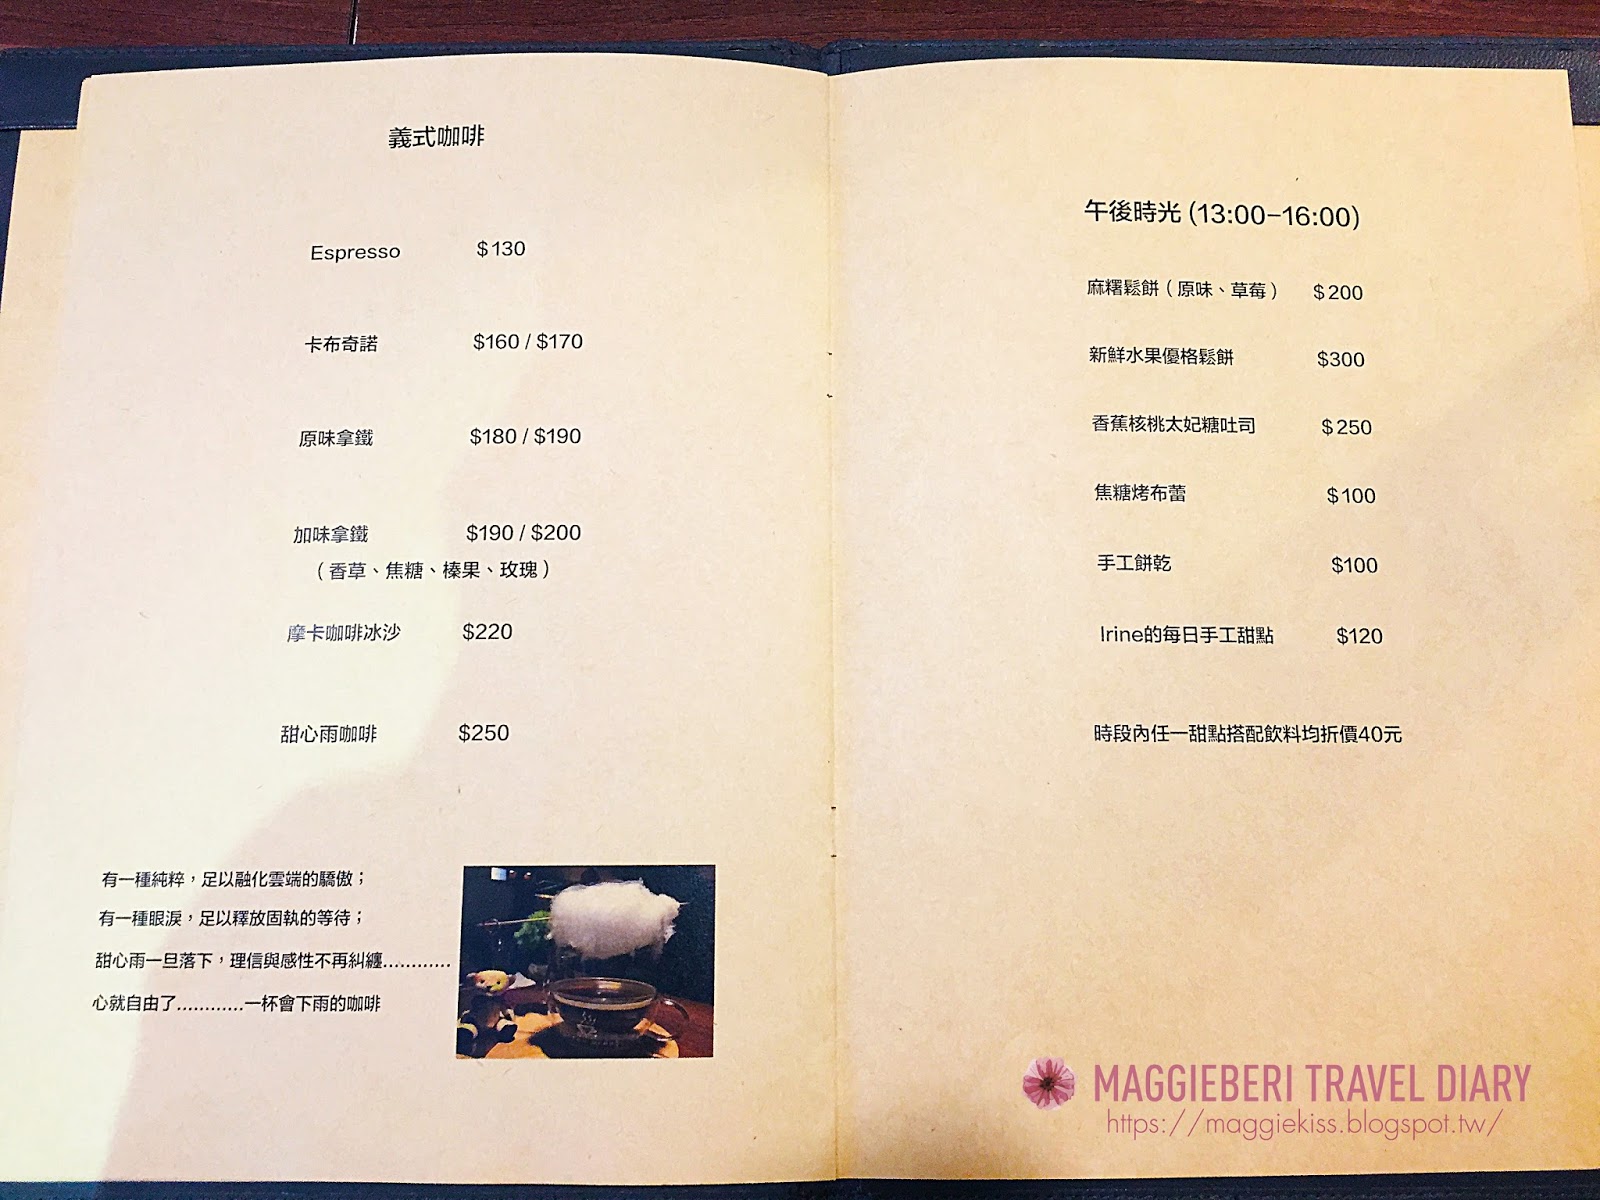 義式咖啡
Espresso $130
卡布奇諾 $160 / $170
原味拿鐵 $180 / $190
加味拿鐵 $190 / $200
（香草、焦糖、榛果、玫瑰）
摩卡咖啡冰沙 $220
甜心雨咖啡 $250
有一種純粹，足以融化雲端的驕傲；
有一種眼淚，足以釋放固執的等待；
甜心雨一旦落下，理信與感性不再糾纏…………
心就自由了…………一杯會下雨的咖啡
午後時光 (13:00-16:00)
麻糬鬆餅（原味、草莓） $200
新鮮水果優格鬆餅 $300
香蕉核桃太妃糖吐司 $250
焦糖烤布蕾 $100
手工餅乾 $100
Irine的每日手工甜點 $120
時段內任一甜點搭配飲料均折價40元
MAGGIEBERI TRAVEL DIARY
https://maggiekiss.blogspot.tw/